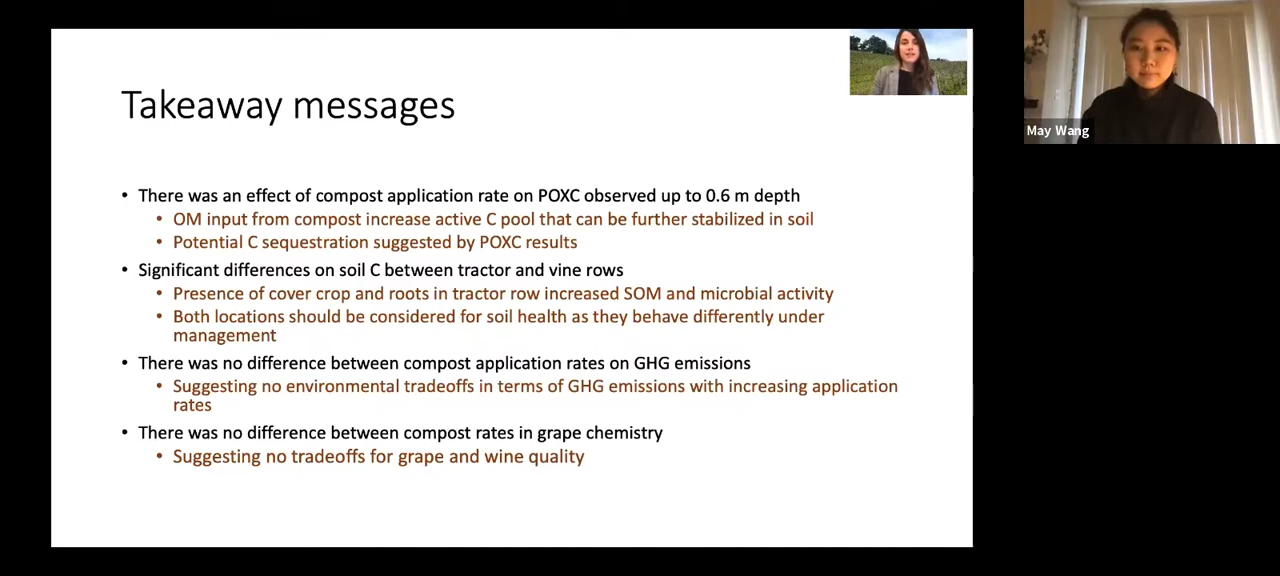 Takeaway messages
• There was an effect of compost application rate on POXC observed up to 0.6 m depth
• OM input from compost increase active C pool that can be further stabilized in soil
• Potential C sequestration suggested by POXC results
• Significant differences on soil C between tractor and vine rows
• Presence of cover crop and roots in tractor row increased SOM and microbial activity
• Both locations should be considered for soil health as they behave differently under
management
• There was no difference between compost application rates on GHG emissions
• Suggesting no environmental tradeoffs in terms of GHG emissions with increasing application
rates
• There was no difference between compost rates in grape chemistry
• Suggesting no tradeoffs for grape and wine quality
May Wang